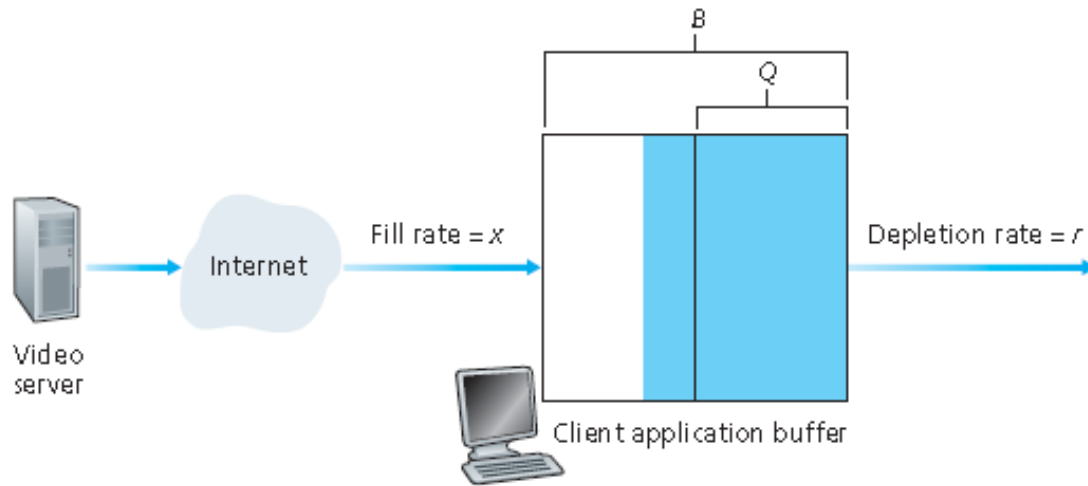 B
Q
Fill rate = x
Depletion rate = r
Internet
Video
server
Client application buffer